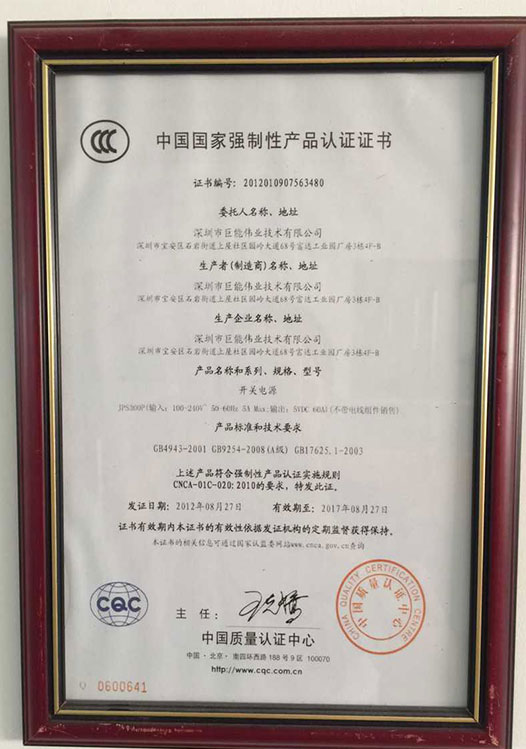 中国国家强制性产品认证证书
证书编号: 2012010907563480
委托人名称、地址
深圳市巨能伟业技术有限公司
深圳市宝安区石岩街道上屋社区园岭大道68号富达工业园厂房3栋4F-B
生产者(制造商)名称、地址
深圳市巨能伟业技术有限公司
深圳市宝安区石岩街道上屋社区园岭大道68号富达工业园厂房3栋4F-B
生产企业名称、地址
深圳市巨能伟业技术有限公司
深圳市宝安区石岩街道上屋社区园岭大道68号富达工业园厂房3栋4F-B
产品名称和系列、规格、型号
开关电源
JPS300P(输入: 100-240V~ 50-60Hz 5A Max;输出: 5VDC 60A)(不带电线组件销售)
产品标准和技术要求
GB4943-2001 GB9254-2008(A级) GB17625.1-2003
上述产品符合强制性产品认证实施规则
CNCA-01C-020:2010的要求，特发此证。
发证日期: 2012年08月27日 有效期至: 2017年08月27日
证书有效期内本证书的有效性依据发证机构的定期监督获得保持。
本证书的相关信息可通过国家认监委网站www.cnca.gov.cn查询
CQC
主任:
CHINA QUALITY CERTIFICATION CENTRE
中国质量认证中心
中国质量认证中心
中国·北京·南四环西路188号9区 100070
http://www.cqc.com.cn
0600641